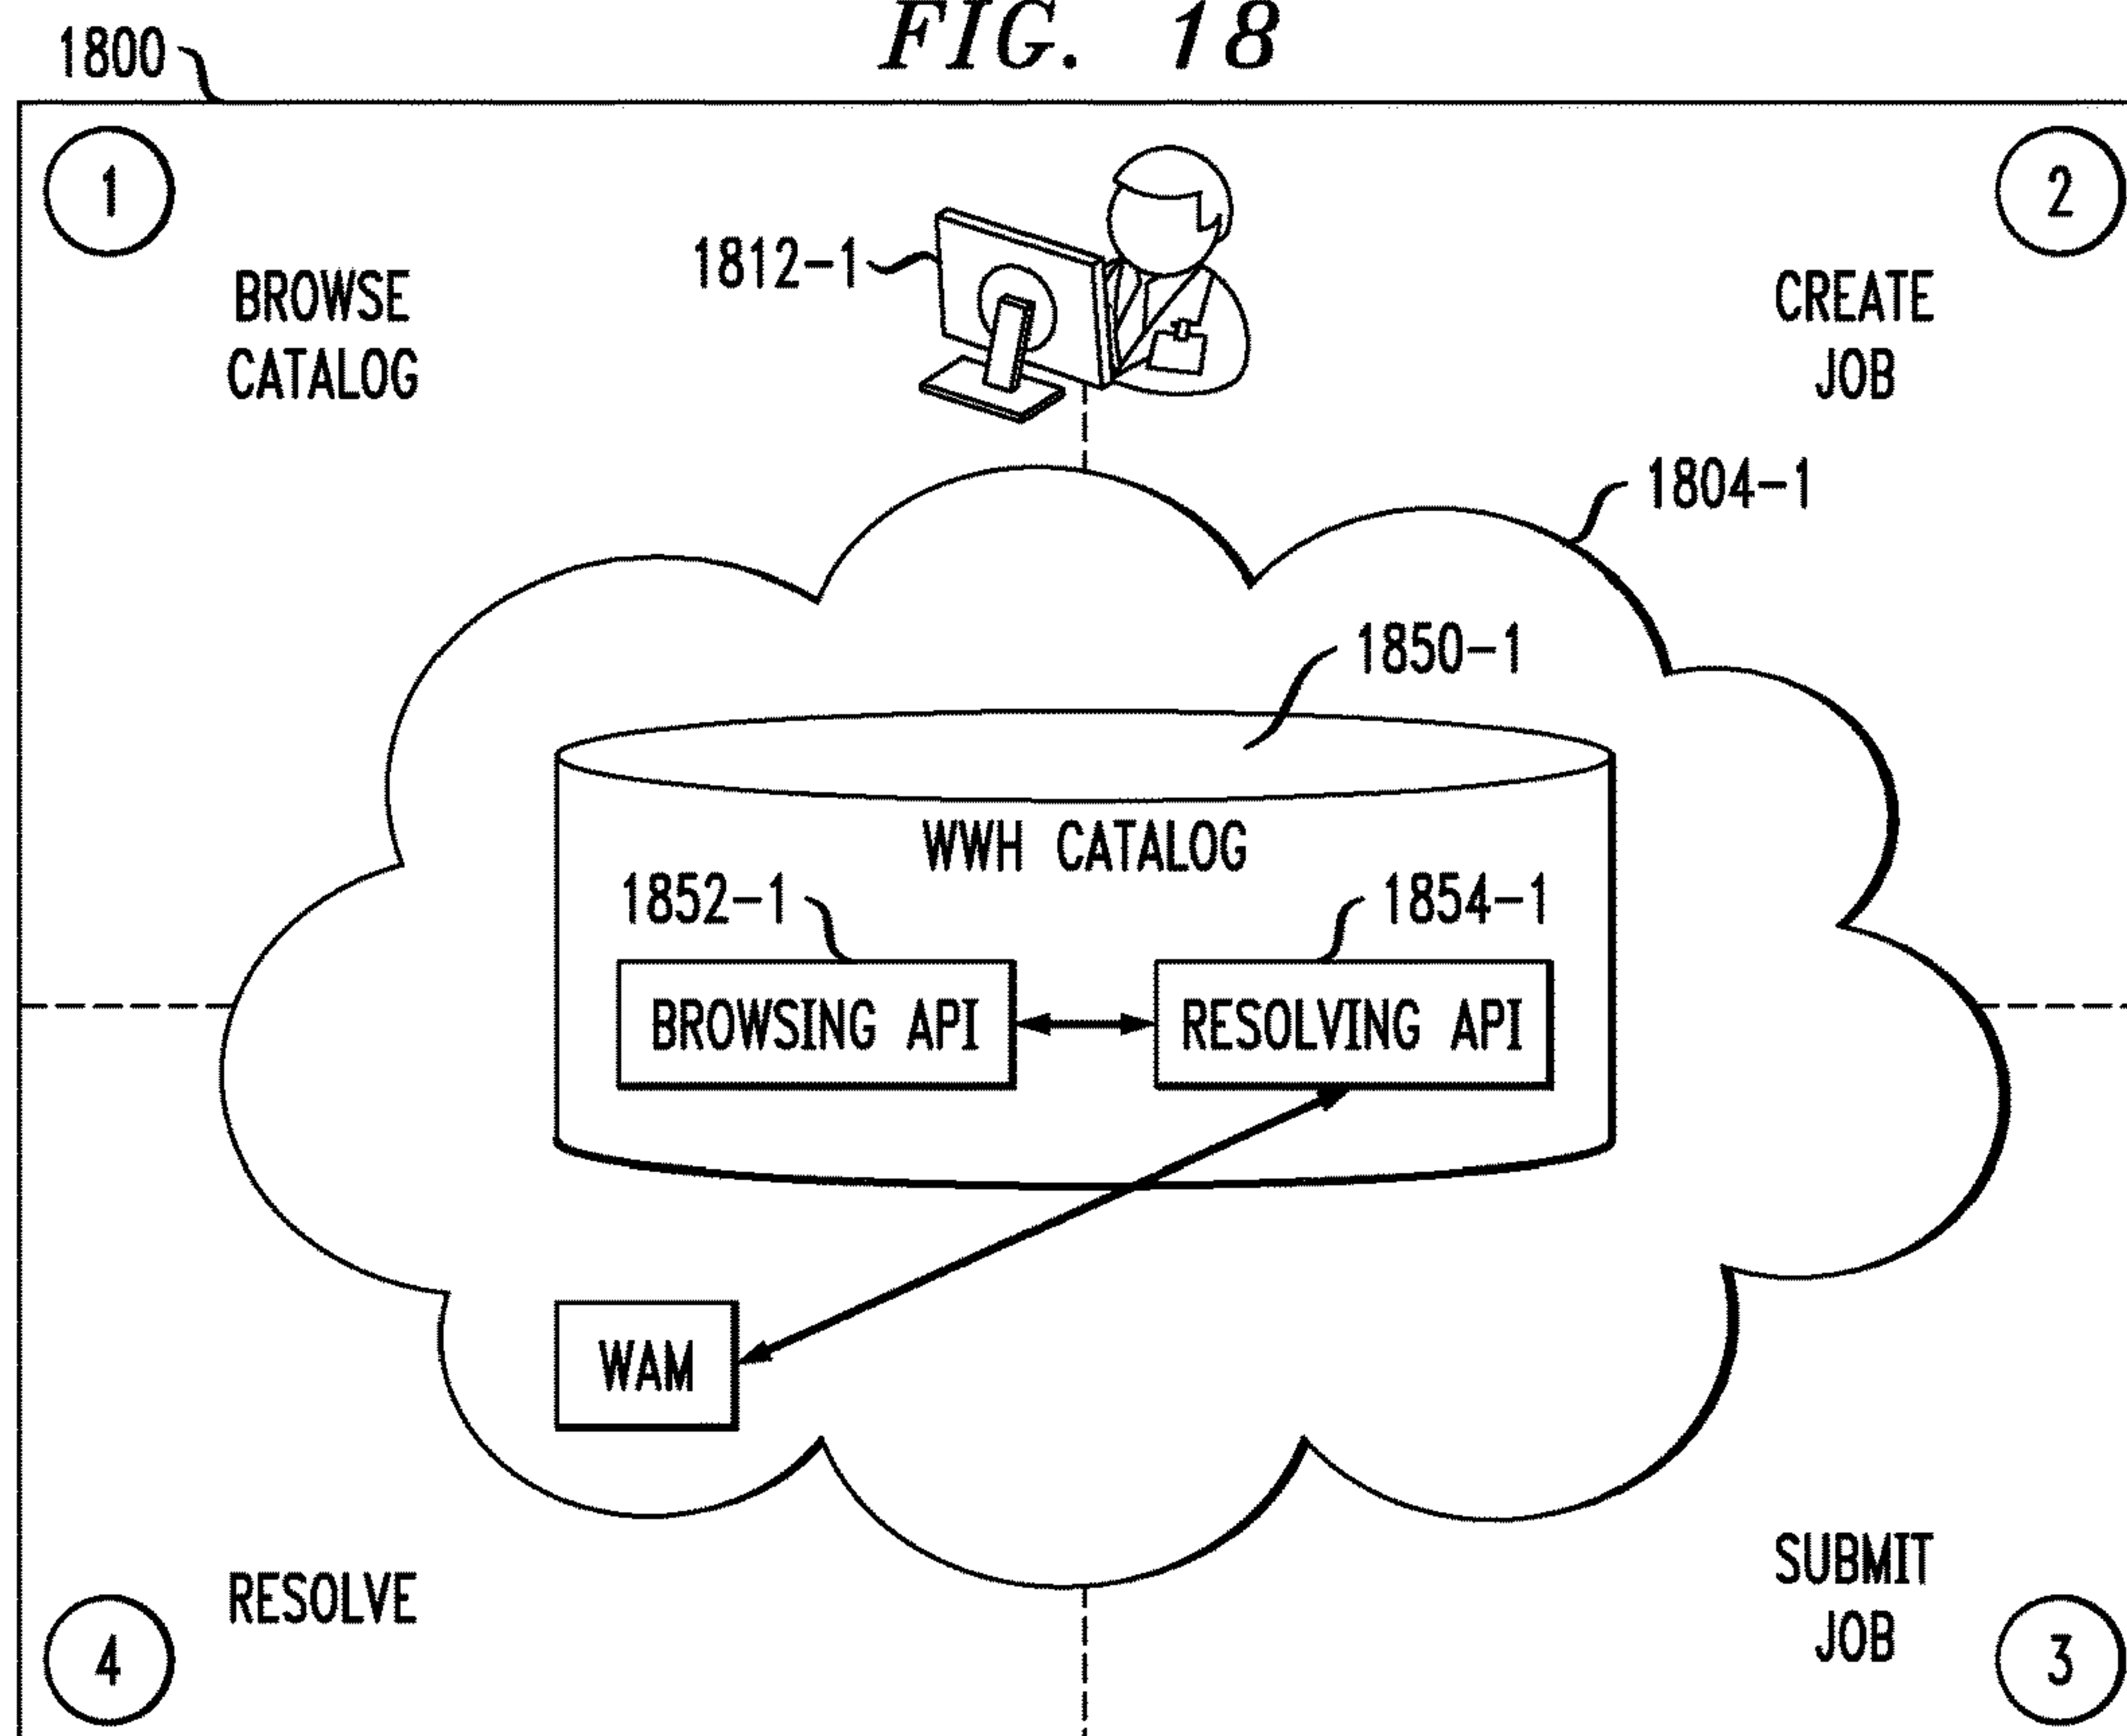 FIG. 18
1800
1
2
1812-1
BROWSE
CATALOG
CREATE
JOB
1804-1
1850-1
WWH CATALOG
1852-1
1854-1
BROWSING API
RESOLVING API
WAM
RESOLVE
SUBMIT
JOB
4
3